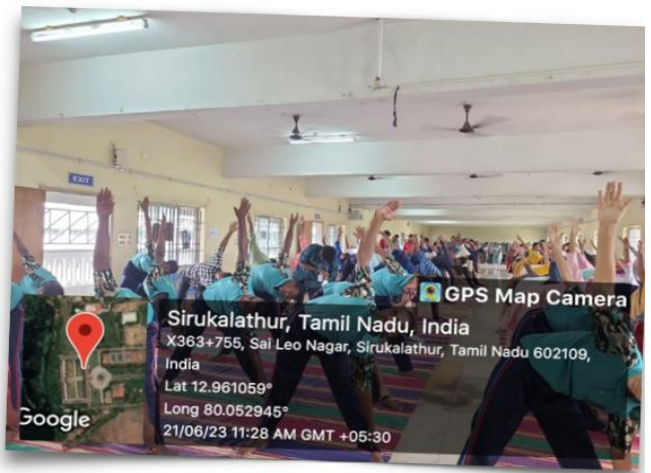 EXIT
GPS Map Camera
Sirukalathur, Tamil Nadu, India
X363+755, Sai Leo Nagar, Sirukalathur, Tamil Nadu 602109,
India
Lat 12.961059°
Long 80.052945°
21/06/23 11:28 AM GMT +05:30
Google